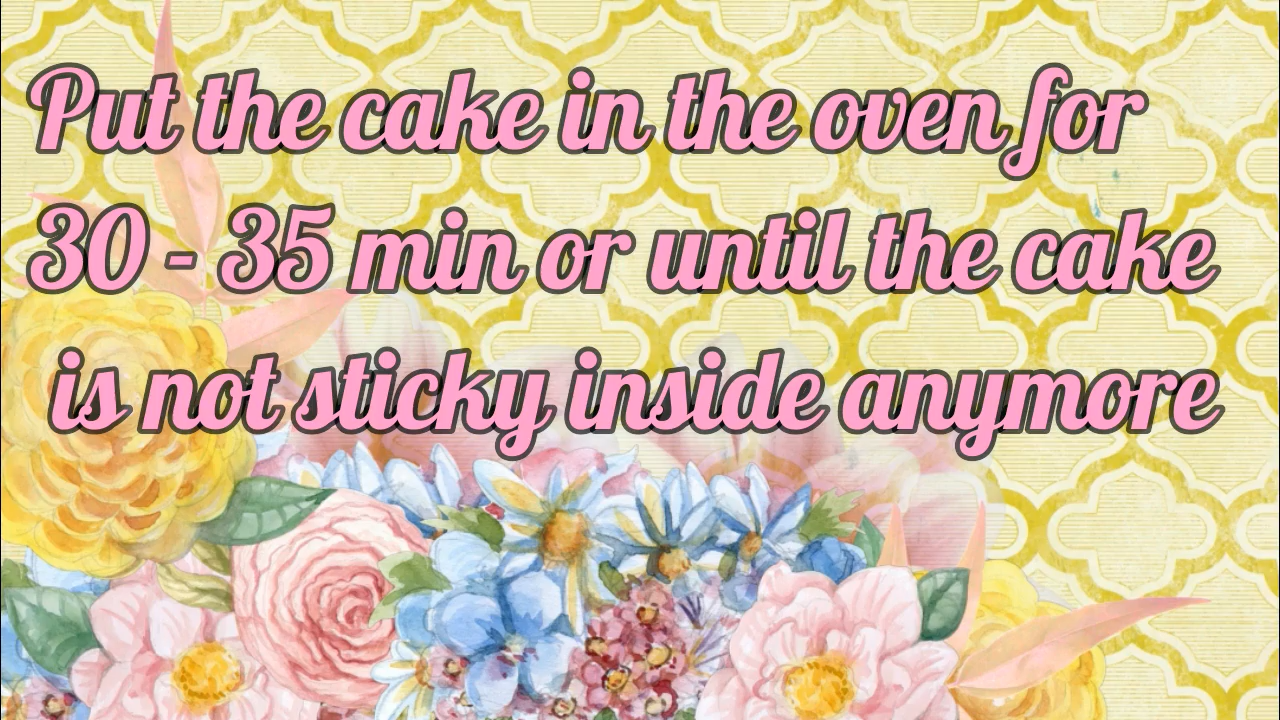 Put the cake in the oven for
30 - 35 min or until the cake
is not sticky inside anymore